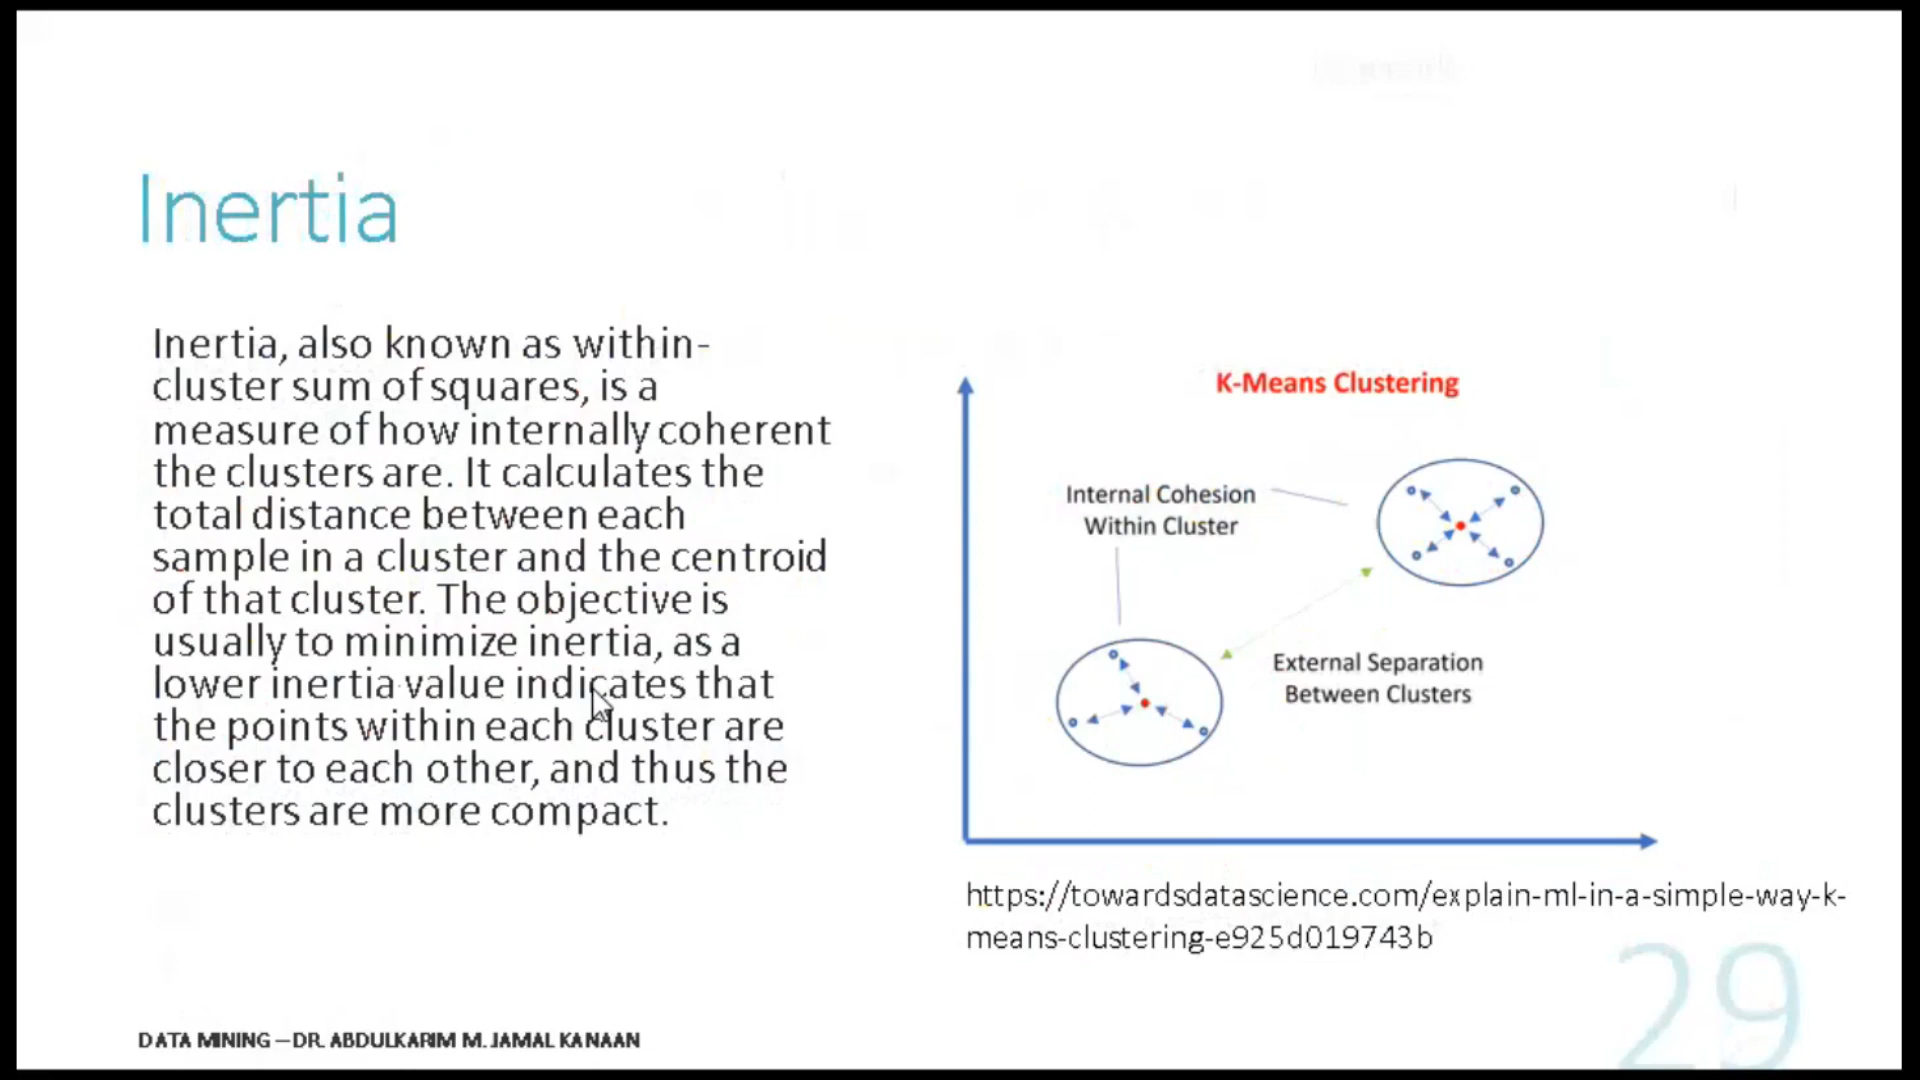 Inertia
Inertia, also known as within-
cluster sum of squares, is a
measure of how internally coherent
the clusters are. It calculates the
total distance between each
sample in a cluster and the centroid
of that cluster. The objective is
usually to minimize inertia, as a
lower inertia value indicates that
the points within each cluster are
closer to each other, and thus the
clusters are more compact.
K-Means Clustering
Internal Cohesion
Within Cluster
External Separation
Between Clusters
https://towardsdatascience.com/explain-ml-in-a-simple-way-k-
means-clustering-e925d019743b
29
DATA MINING – DR. ABDULKARIM M. JAMAL KANAAN